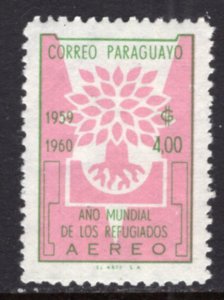 CORREO PARAGUAYO
1959 ₲
1960 4,00
AÑO MUNDIAL
DE LOS REFUGIADOS
AEREO